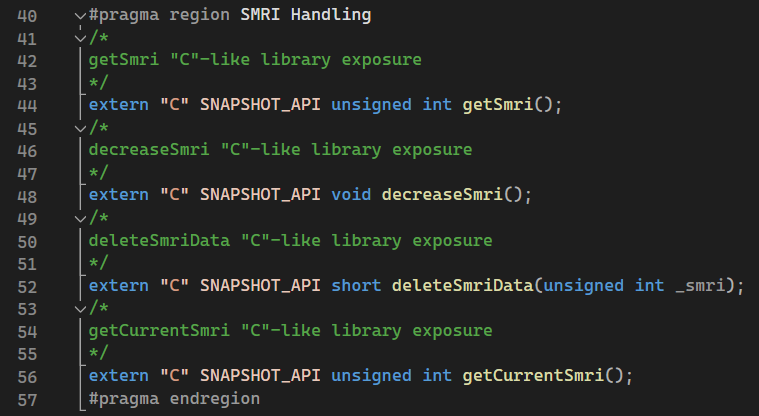 40 #pragma region SMRI Handling
41 /*
42 getSmri "C"-like library exposure
43 */
44 extern "C" SNAPSHOT_API unsigned int getSmri();
45 /*
46 decreaseSmri "C"-like library exposure
47 */
48 extern "C" SNAPSHOT_API void decreaseSmri();
49 /*
50 deleteSmriData "C"-like library exposure
51 */
52 extern "C" SNAPSHOT_API short deleteSmriData(unsigned int _smri);
53 /*
54 getCurrentSmri "C"-like library exposure
55 */
56 extern "C" SNAPSHOT_API unsigned int getCurrentSmri();
57 #pragma endregion